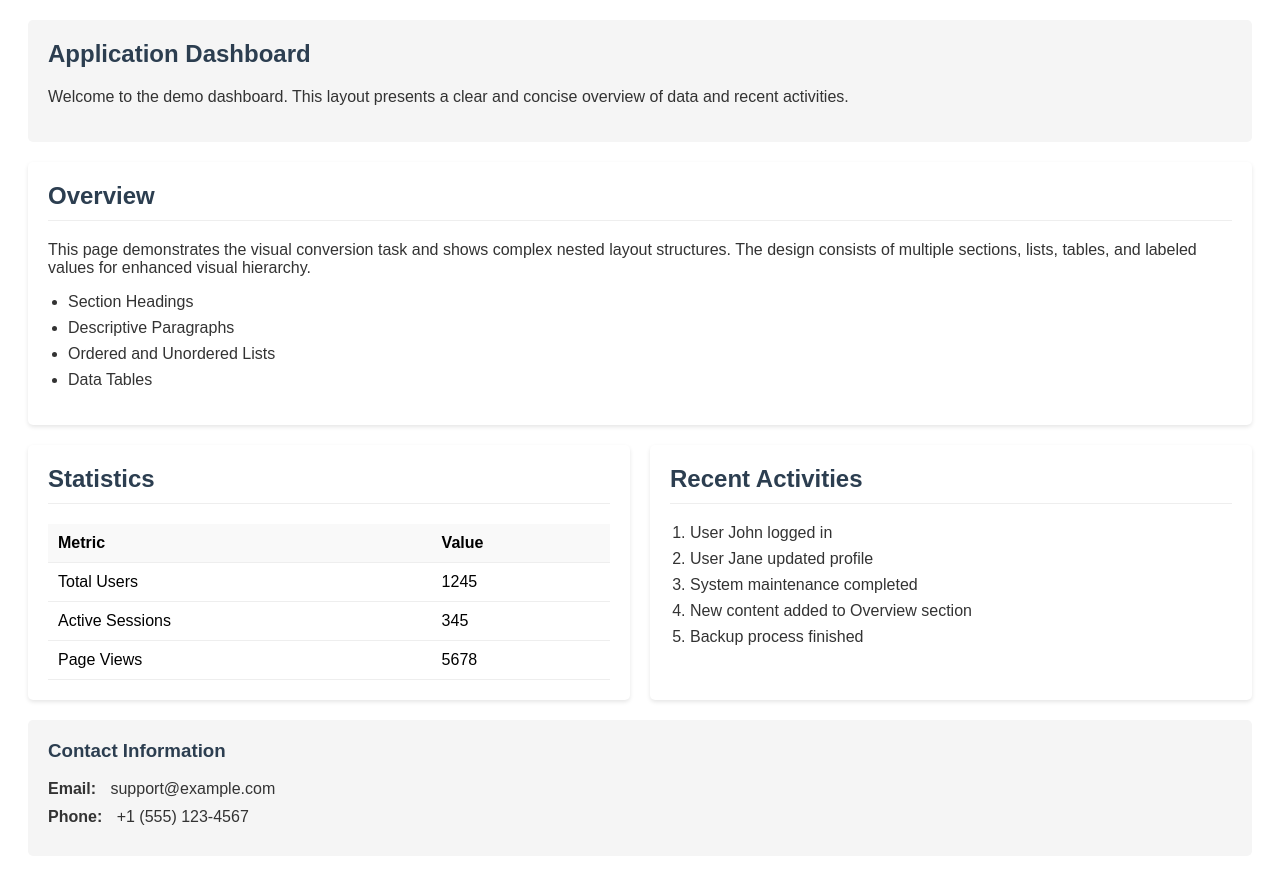 Application Dashboard
Welcome to the demo dashboard. This layout presents a clear and concise overview of data and recent activities.
Overview
This page demonstrates the visual conversion task and shows complex nested layout structures. The design consists of multiple sections, lists, tables, and labeled
values for enhanced visual hierarchy.
• Section Headings
• Descriptive Paragraphs
• Ordered and Unordered Lists
• Data Tables
Statistics
Metric Value
Total Users 1245
Active Sessions 345
Page Views 5678
Recent Activities
1. User John logged in
2. User Jane updated profile
3. System maintenance completed
4. New content added to Overview section
5. Backup process finished
Contact Information
Email: support@example.com
Phone: +1 (555) 123-4567